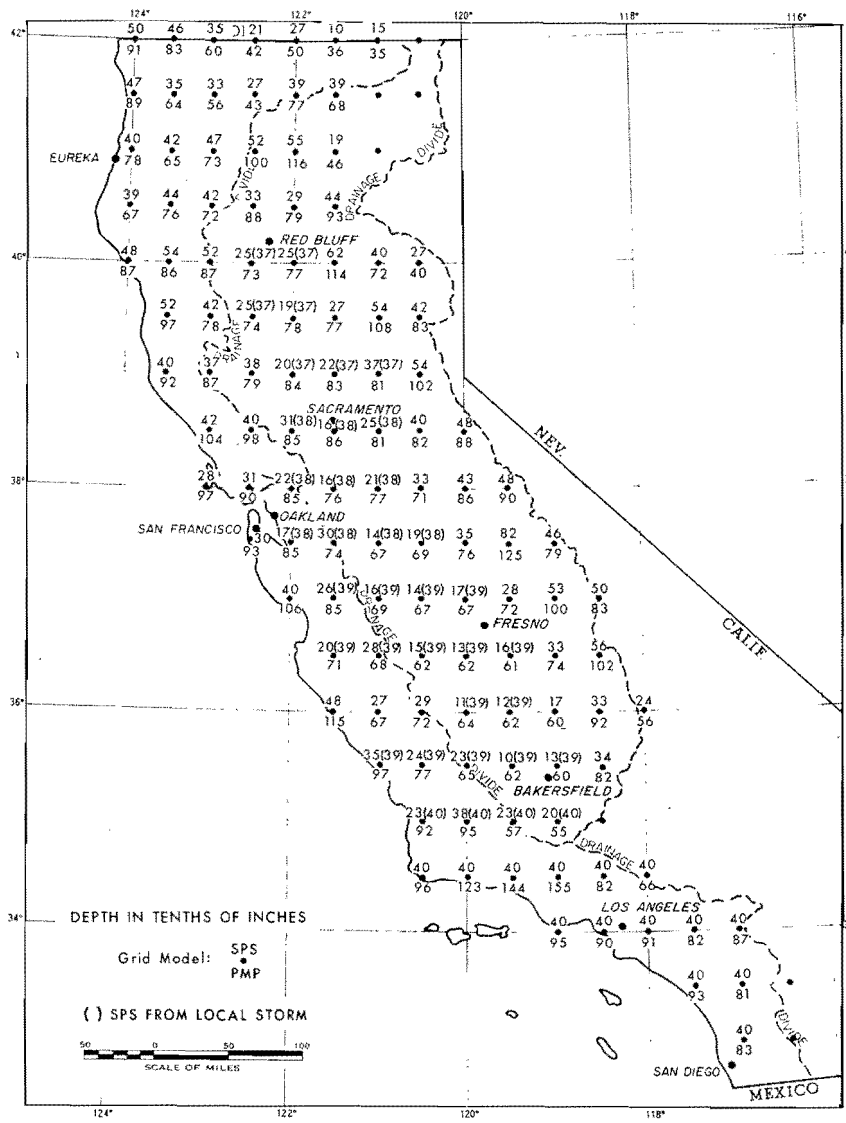 124° 122° 120° 118° 116°
50 46 35 21 27 10 15
42°
91 83 60 42 50 36 35
47 35 33 27 39 39
89 64 56 43 77 68
40 42 47 52 55 19
EUREKA
78 65 73 100 116 46
DIVIDE
DRAINAGE
39 44 42 33 29 44
67 76 72 88 79 93
RED BLUFF
48 54 52 25(37) 25(37) 62 40 27
40°
87 86 87 73 77 114 72 40
52 42 25(37) 19(37) 27 54 42
97 78 74 78 77 108 83
40 37 38 20(37) 22(37) 37(37) 54
92 87 79 84 83 81 102
SACRAMENTO
42 40 31(38) 16(38) 25(38) 40 48
104 98 85 86 81 82 88
NEV.
28 31 22(38) 16(38) 21(38) 33 43 48
38°
97 90 85 76 77 71 86 90
OAKLAND
SAN FRANCISCO
30 17(38) 30(38) 14(38) 19(38) 35 82 46
93 85 74 67 69 76 125 79
40 26(39) 16(39) 14(39) 17(39) 28 53 50
106 85 69 67 67 72 100 83
DRAINAGE
FRESNO
CALIF.
20(39) 28(39) 15(39) 13(39) 16(39) 33 56
71 68 62 62 61 74 102
48 27 29 11(39) 12(39) 17 33 24
36°
115 67 72 64 62 60 92 56
35(39) 24(39) 23(39) 10(39) 13(39) 34
97 77 65 62 60 82
DIVIDE
BAKERSFIELD
23(40) 38(40) 23(40) 20(40)
92 95 57 55
DRAINAGE
40 40 40 40 40 40
96 123 144 155 82 66
LOS ANGELES
34°
40 40 40 40 40
95 90 91 82 87
DEPTH IN TENTHS OF INCHES
Grid Model: SPS
PMP
40 40
93 81
( ) SPS FROM LOCAL STORM
DIVIDE
40
83
50 0 50 100
SCALE OF MILES
SAN DIEGO
MEXICO
124° 122° 120° 118°